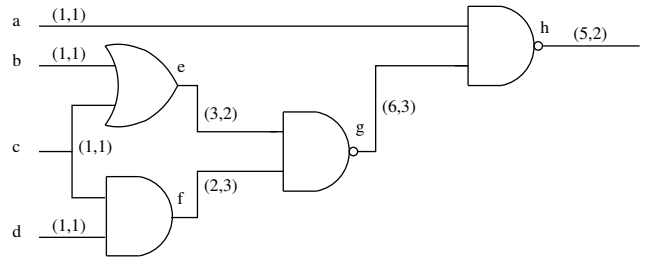 a (1,1)
h (5,2)
b (1,1)
e
(3,2)
(6,3)
g
c (1,1)
f (2,3)
d (1,1)